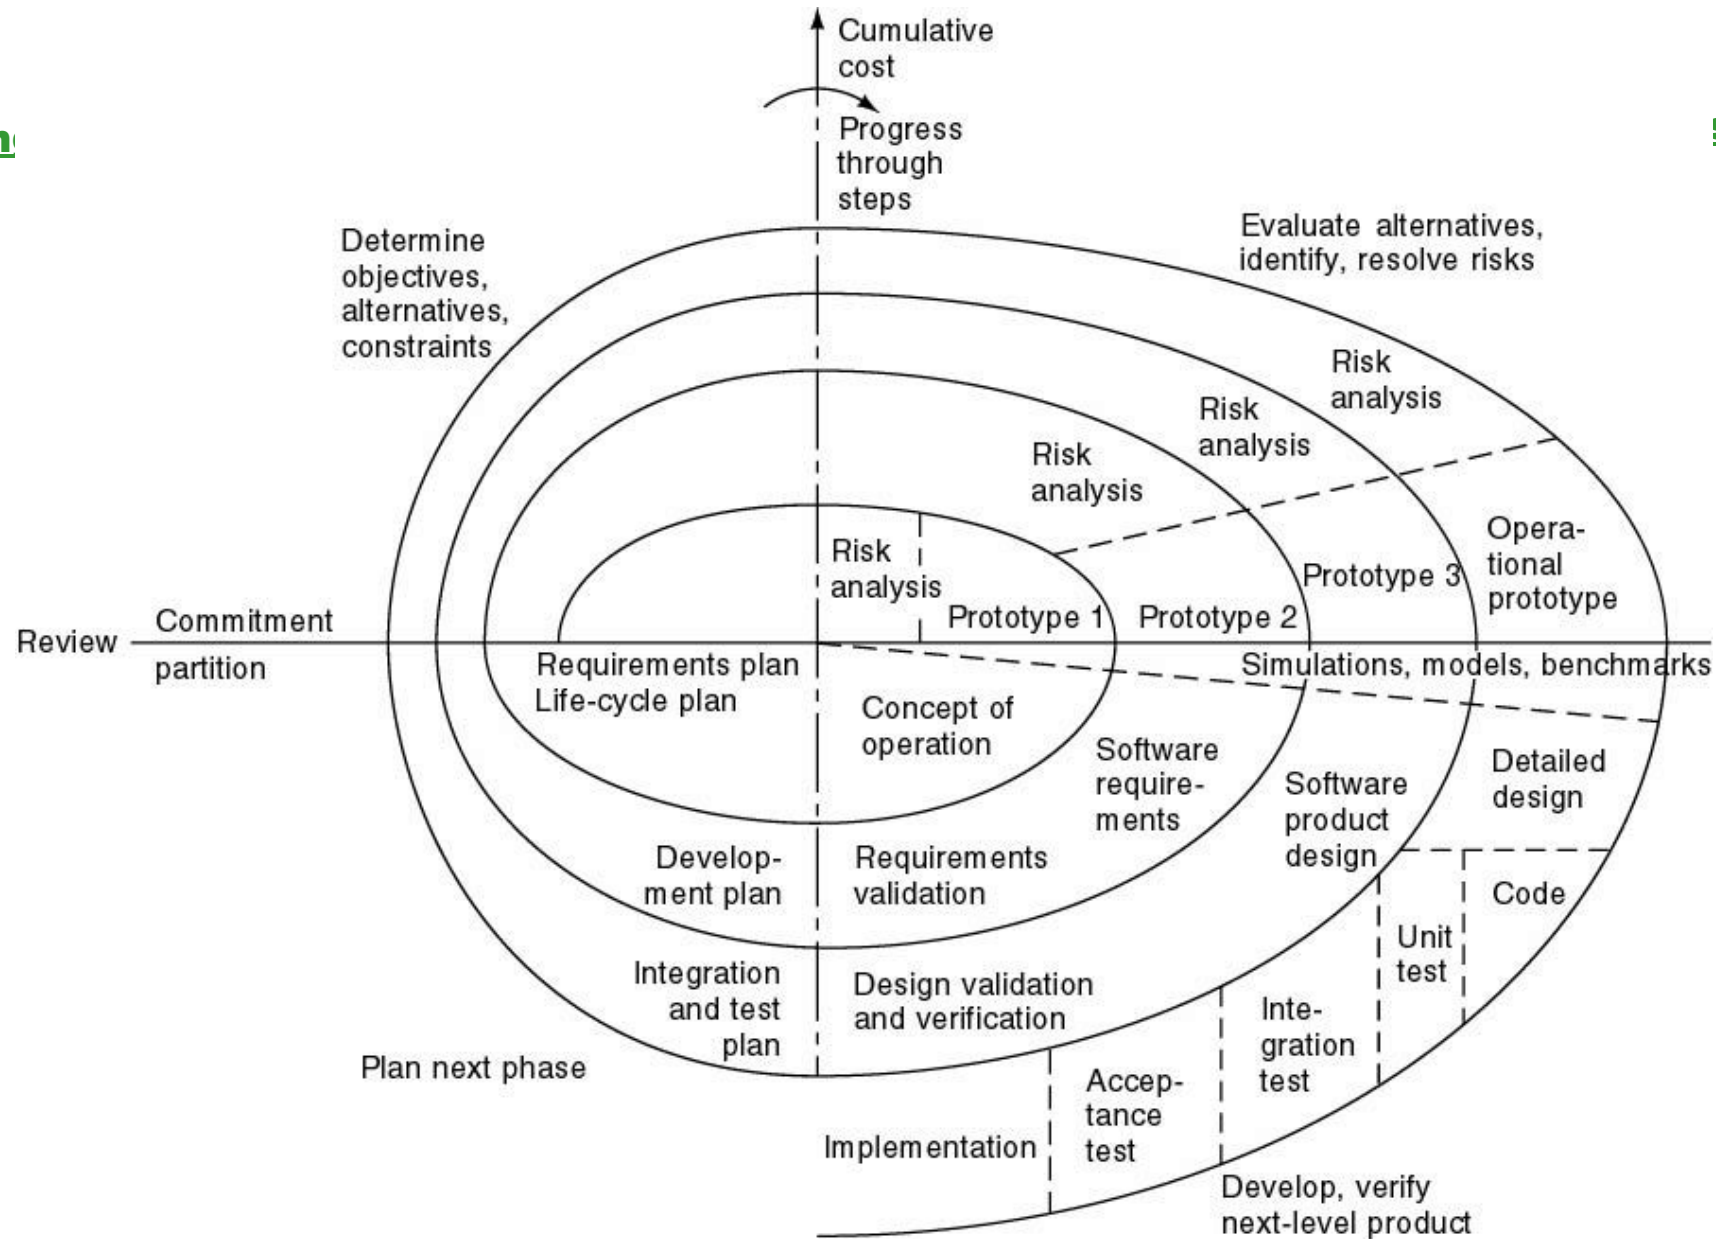 Cumulative
cost
Progress
through
steps
Determine
objectives,
alternatives,
constraints
Evaluate alternatives,
identify, resolve risks
Risk
analysis
Risk
analysis
Risk
analysis
Risk
analysis
Opera-
tional
prototype
Prototype 3
Prototype 2
Prototype 1
Review
Commitment
partition
Requirements plan
Life-cycle plan
Simulations, models, benchmarks
Concept of
operation
Software
require-
ments
Software
product
design
Detailed
design
Develop-
ment plan
Requirements
validation
Code
Unit
test
Integration
and test
plan
Design validation
and verification
Inte-
gration
test
Plan next phase
Accep-
tance
test
Implementation
Develop, verify
next-level product